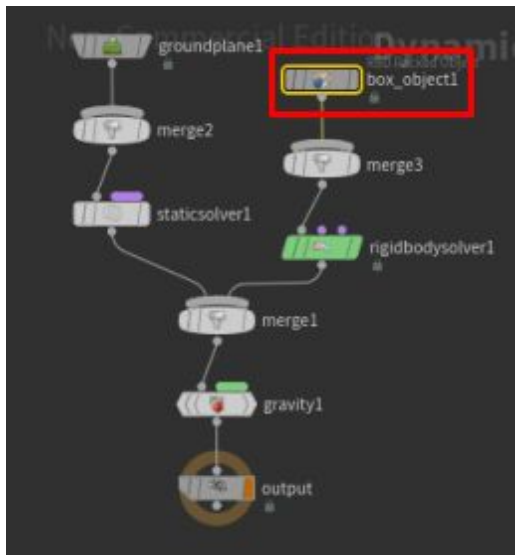 Non-Commercial Edition
Dynamic
groundplane1
box_object1
merge2
merge3
staticsolver1
rigidbodysolver1
merge1
gravity1
output